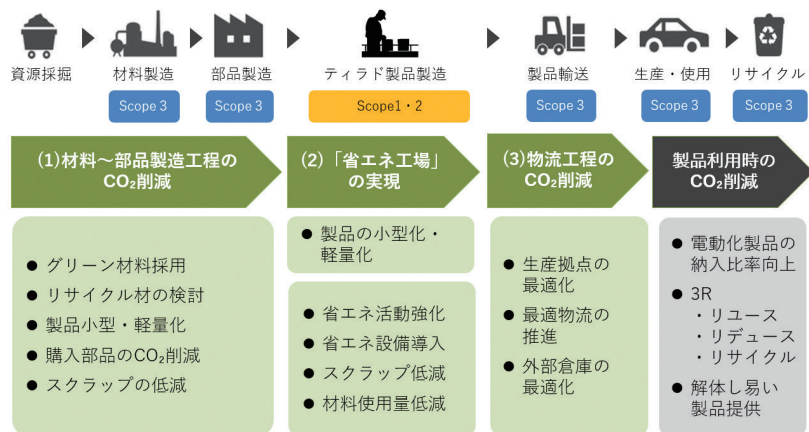 資源採掘
材料製造
部品製造
ティラド製品製造
製品輸送
生産・使用
リサイクル
Scope 3
Scope 3
Scope1・2
Scope 3
Scope 3
Scope 3
(1)材料～部品製造工程の
CO₂削減
(2)「省エネ工場」
の実現
(3)物流工程の
CO₂削減
製品利用時の
CO₂削減
● グリーン材料採用
● リサイクル材の検討
● 製品小型・軽量化
● 購入部品のCO₂削減
● スクラップの低減
● 製品の小型化・
軽量化
● 省エネ活動強化
● 省エネ設備導入
● スクラップ低減
● 材料使用量低減
● 生産拠点の
最適化
● 最適物流の
推進
● 外部倉庫の
最適化
● 電動化製品の
納入比率向上
● 3R
・リユース
・リデュース
・リサイクル
● 解体し易い
製品提供